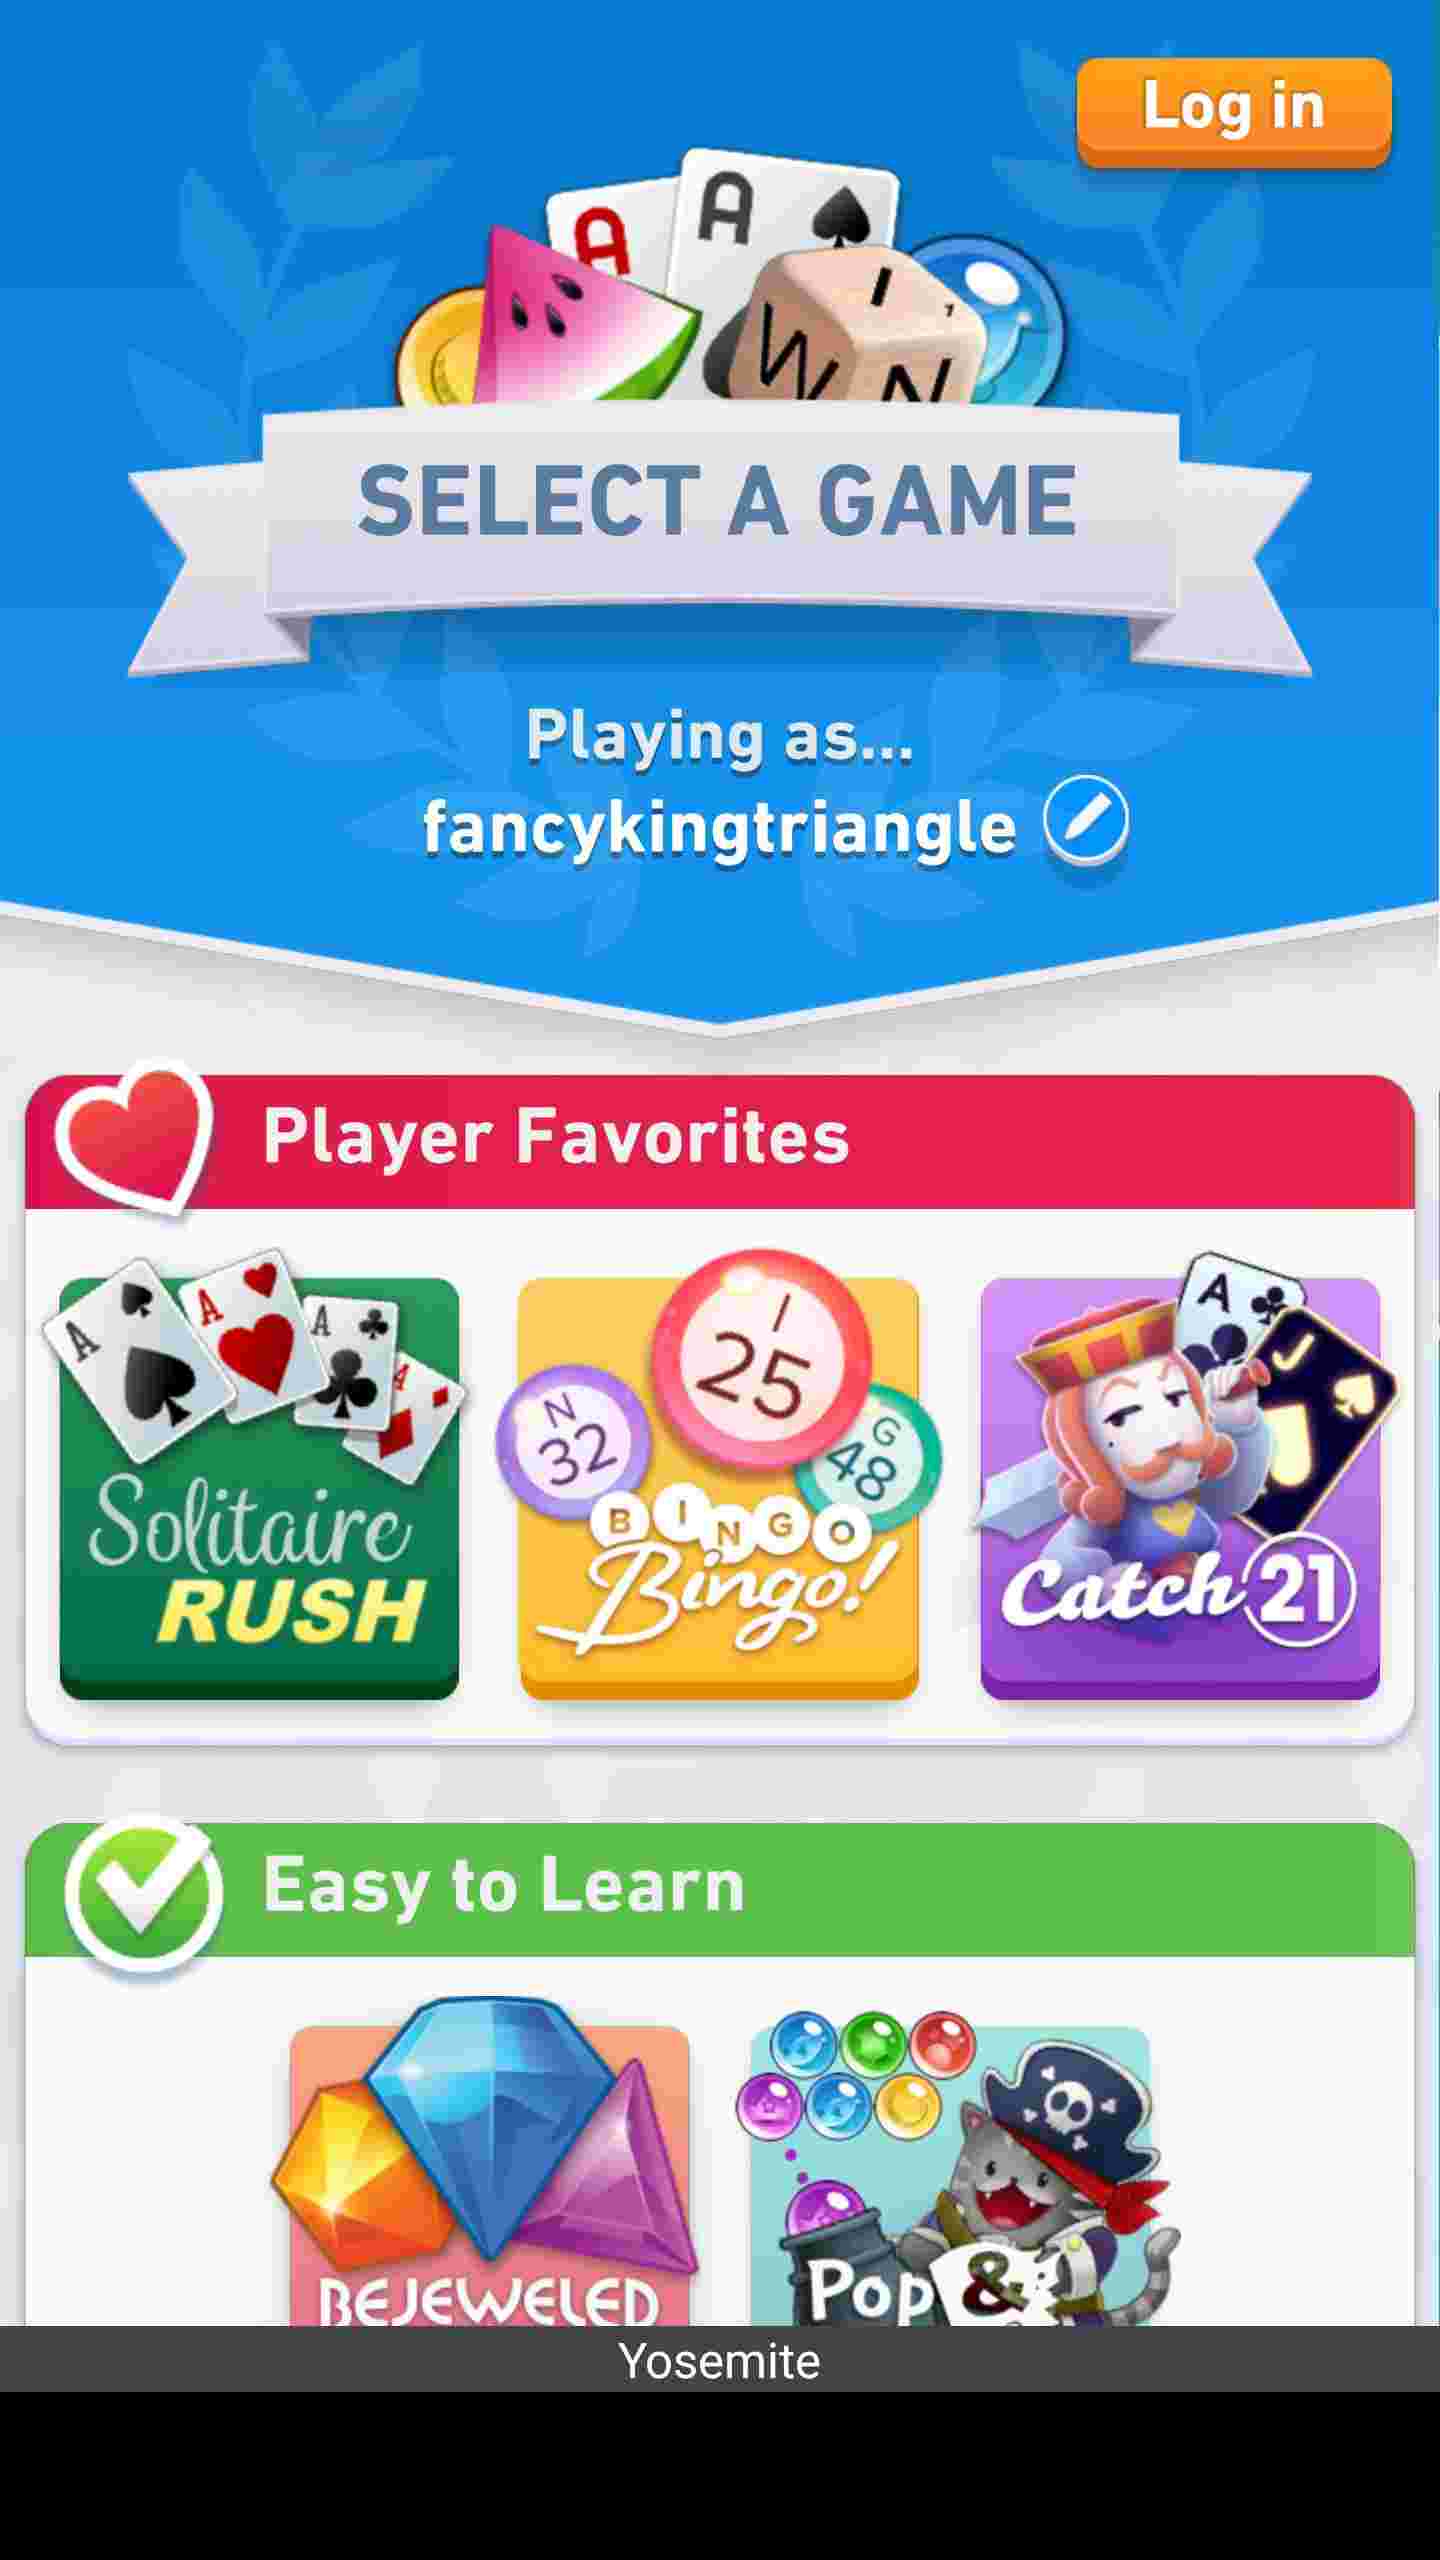 Log in
A
A
I
1
W N
SELECT A GAME
Playing as...
fancykingtriangle
Player Favorites
A
A
A
A
Solitaire
RUSH
I
25
N
32
G
48
BINGO
Bingo!
A
J
Catch 21
Easy to Learn
BEJEWELED
Pop &
Yosemite